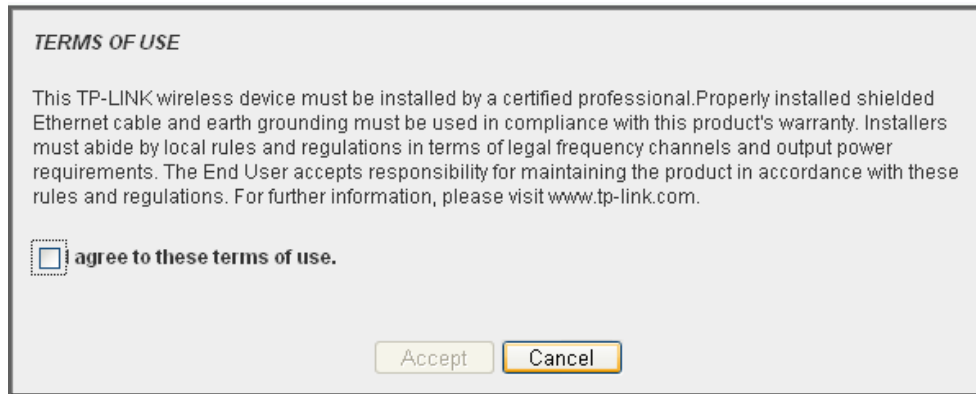 TERMS OF USE
This TP-LINK wireless device must be installed by a certified professional.Properly installed shielded
Ethernet cable and earth grounding must be used in compliance with this product's warranty. Installers
must abide by local rules and regulations in terms of legal frequency channels and output power
requirements. The End User accepts responsibility for maintaining the product in accordance with these
rules and regulations. For further information, please visit www.tp-link.com.
I agree to these terms of use.
Accept Cancel